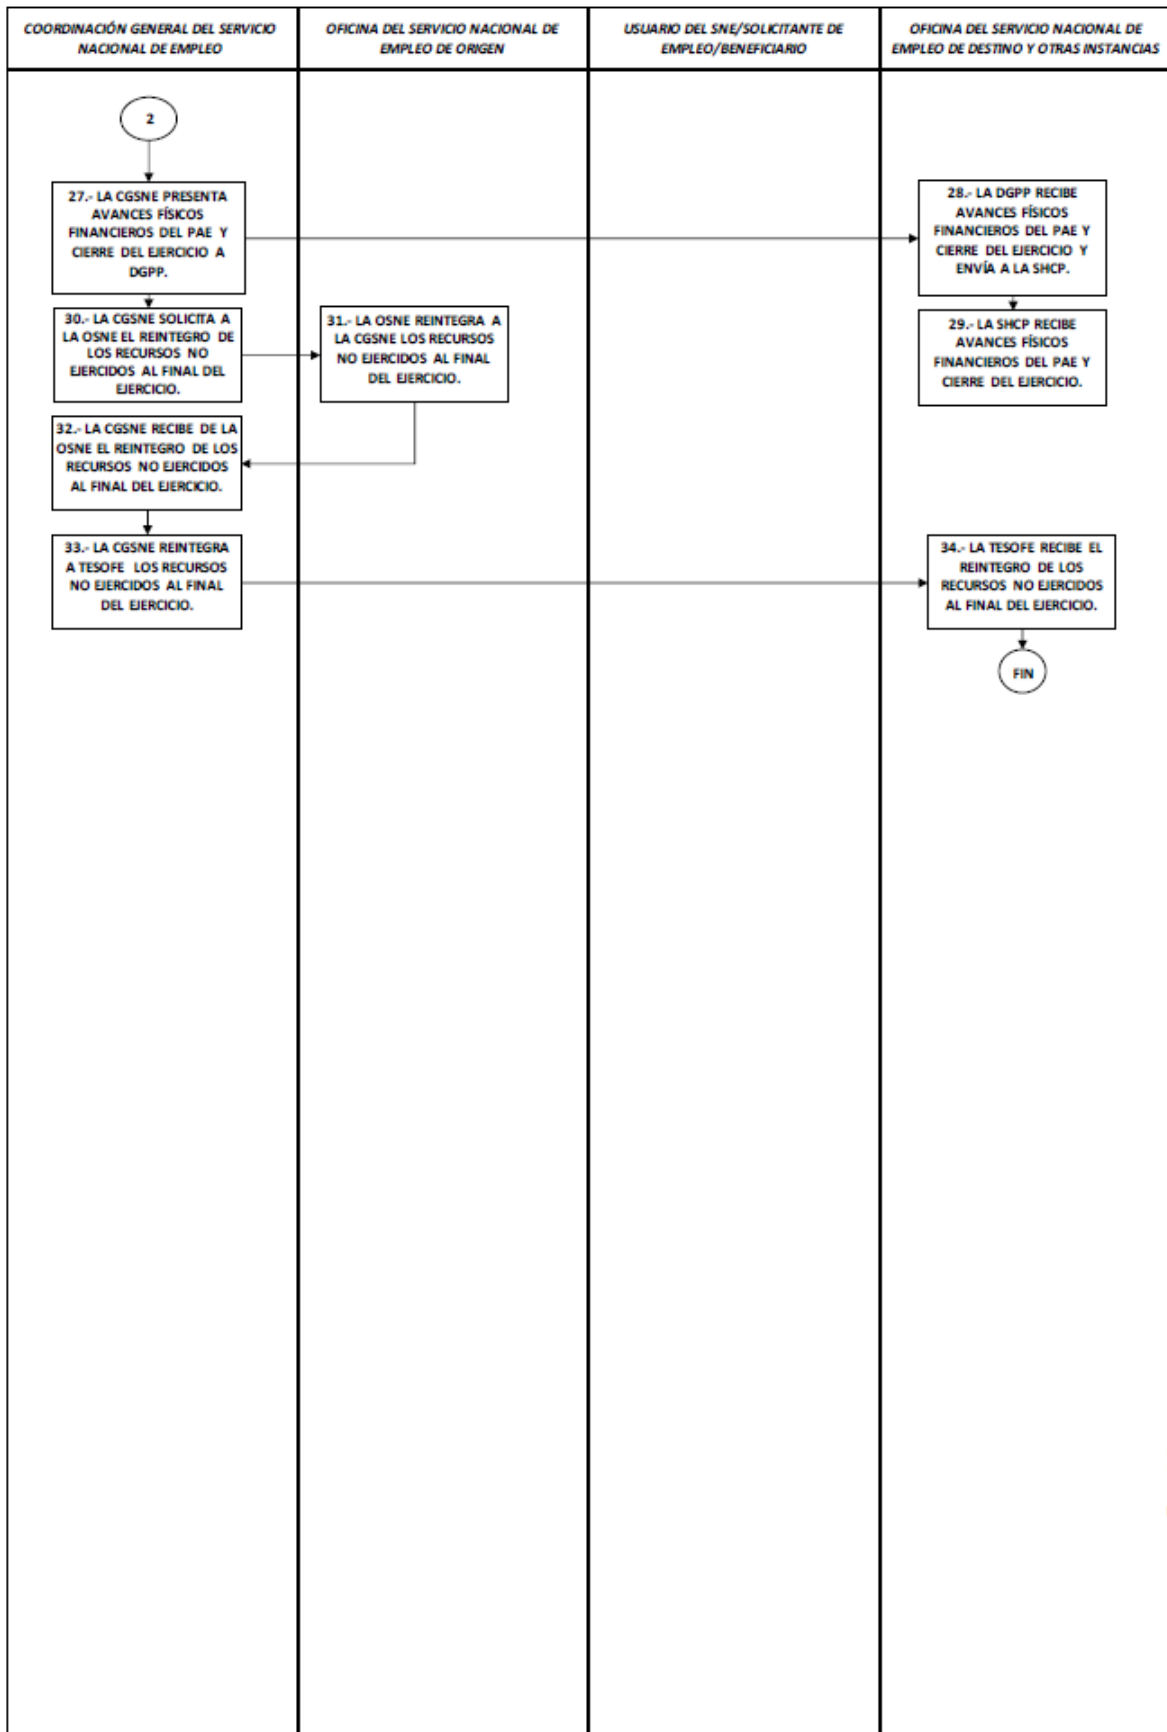 COORDINACIÓN GENERAL DEL SERVICIO
NACIONAL DE EMPLEO
OFICINA DEL SERVICIO NACIONAL DE
EMPLEO DE ORIGEN
USUARIO DEL SNE/SOLICITANTE DE
EMPLEO/BENEFICIARIO
OFICINA DEL SERVICIO NACIONAL DE
EMPLEO DE DESTINO Y OTRAS INSTANCIAS
2
27.- LA CGSNE PRESENTA
AVANCES FÍSICOS
FINANCIEROS DEL PAE Y
CIERRE DEL EJERCICIO A
DGPP.
28.- LA DGPP RECIBE
AVANCES FÍSICOS
FINANCIEROS DEL PAE Y
CIERRE DEL EJERCICIO Y
ENVÍA A LA SHCP.
29.- LA SHCP RECIBE
AVANCES FÍSICOS
FINANCIEROS DEL PAE Y
CIERRE DEL EJERCICIO.
30.- LA CGSNE SOLICITA A
LA OSNE EL REINTEGRO DE
LOS RECURSOS NO
EJERCIDOS AL FINAL DEL
EJERCICIO.
31.- LA OSNE REINTEGRA A
LA CGSNE LOS RECURSOS
NO EJERCIDOS AL FINAL
DEL EJERCICIO.
32.- LA CGSNE RECIBE DE LA
OSNE EL REINTEGRO DE LOS
RECURSOS NO EJERCIDOS
AL FINAL DEL EJERCICIO.
33.- LA CGSNE REINTEGRA
A TESOFE LOS RECURSOS
NO EJERCIDOS AL FINAL
DEL EJERCICIO.
34.- LA TESOFE RECIBE EL
REINTEGRO DE LOS
RECURSOS NO EJERCIDOS
AL FINAL DEL EJERCICIO.
FIN